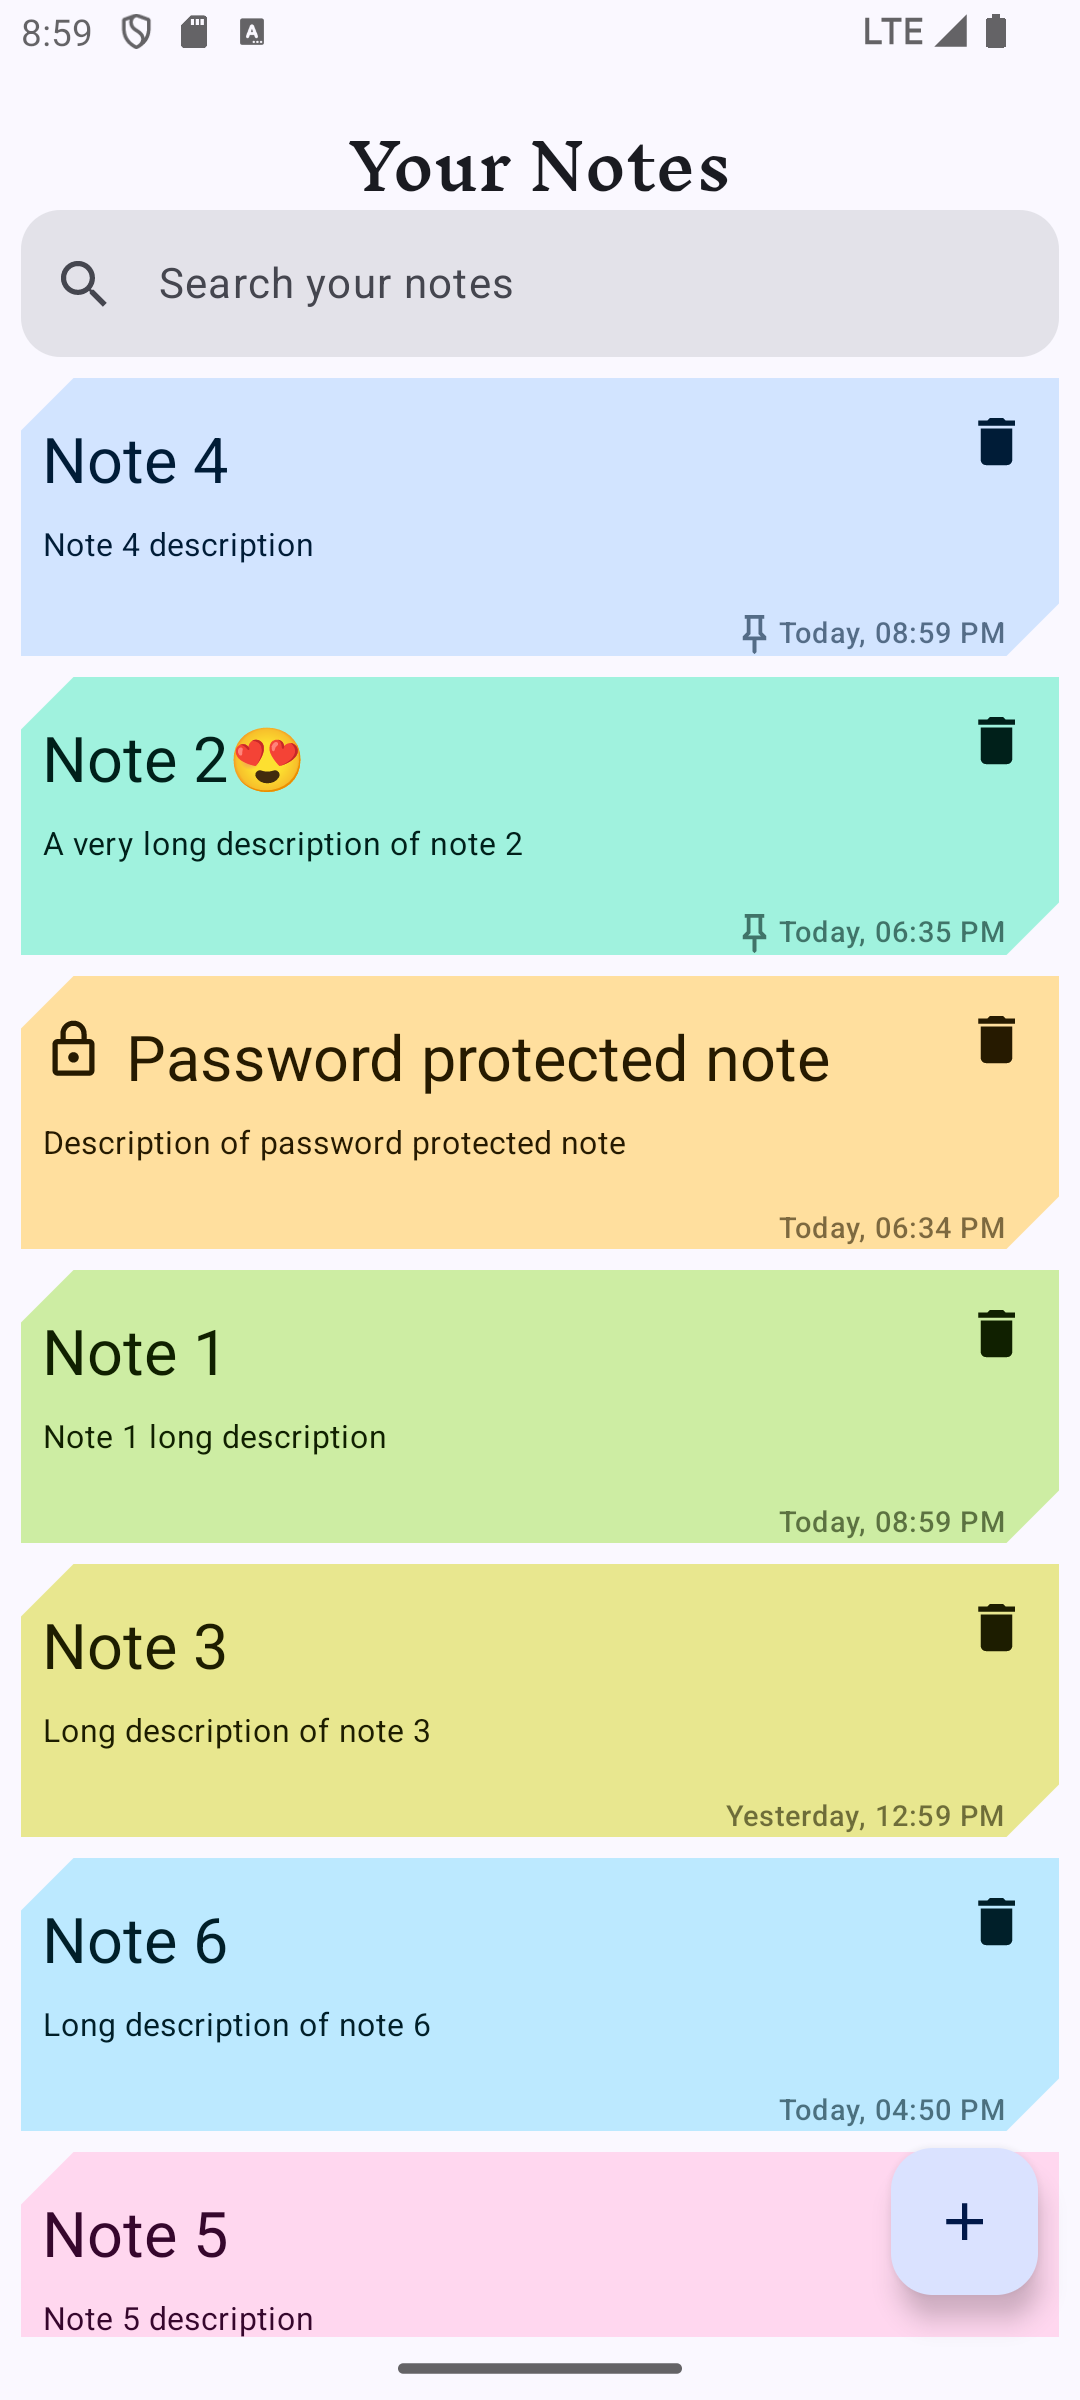 8:59
LTE
Your Notes
Search your notes
Note 4
Note 4 description
Today, 08:59 PM
Note 2😍
A very long description of note 2
Today, 06:35 PM
Password protected note
Description of password protected note
Today, 06:34 PM
Note 1
Note 1 long description
Today, 08:59 PM
Note 3
Long description of note 3
Yesterday, 12:59 PM
Note 6
Long description of note 6
Today, 04:50 PM
Note 5
Note 5 description